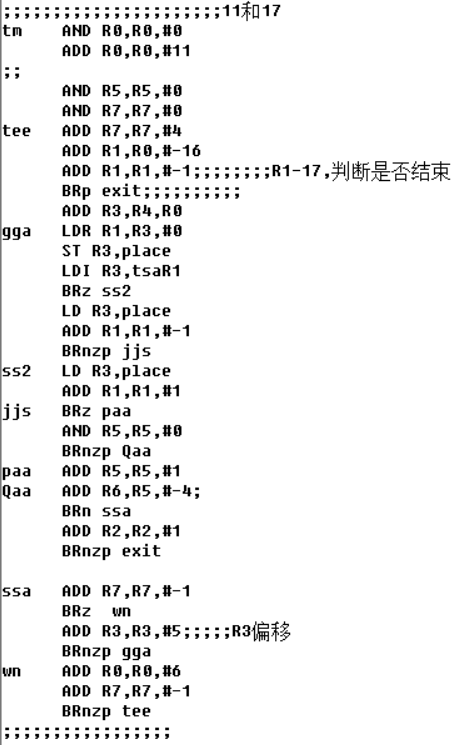 ;;;;;;;;;;;;;;;;;;;;;;11和17
tm AND R0,R0,#0
ADD R0,R0,#11
;;
AND R5,R5,#0
AND R7,R7,#0
tee ADD R7,R7,#4
ADD R1,R0,#-16
ADD R1,R1,#-1;;;;;;;;R1-17,判断是否结束
BRp exit;;;;;;;;;;
ADD R3,R4,R0
gga LDR R1,R3,#0
ST R3,place
LDI R3,tsaR1
BRz ss2
LD R3,place
ADD R1,R1,#-1
BRnzp jjs
ss2 LD R3,place
ADD R1,R1,#1
jjs BRz paa
AND R5,R5,#0
BRnzp Qaa
paa ADD R5,R5,#1
Qaa ADD R6,R5,#-4;
BRn ssa
ADD R2,R2,#1
BRnzp exit
ssa ADD R7,R7,#-1
BRz wn
ADD R3,R3,#5;;;;;R3偏移
BRnzp gga
wn ADD R0,R0,#6
ADD R7,R7,#-1
BRnzp tee
;;;;;;;;;;;;;;;;;